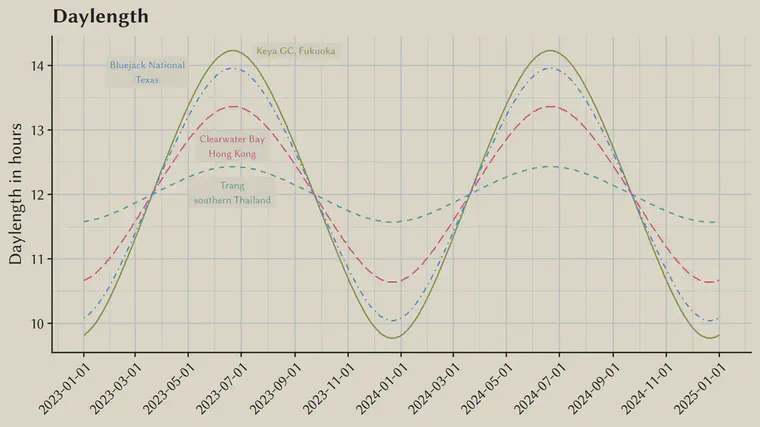 Daylength
Keya GC, Fukuoka
Bluejack National
Texas
Clearwater Bay
Hong Kong
Trang
southern Thailand
Daylength in hours
14
13
12
11
10
2023-01-01
2023-03-01
2023-05-01
2023-07-01
2023-09-01
2023-11-01
2024-01-01
2024-03-01
2024-05-01
2024-07-01
2024-09-01
2024-11-01
2025-01-01